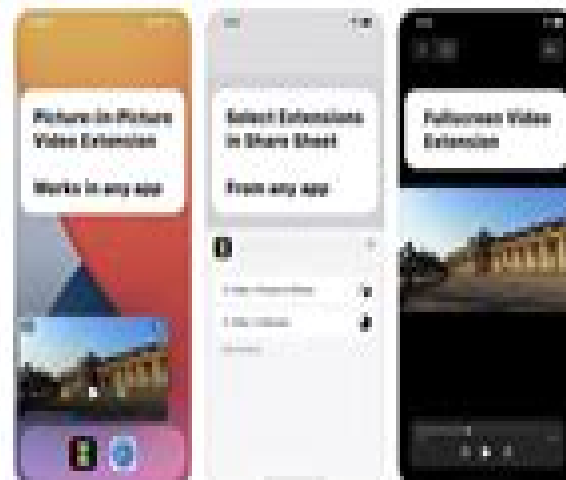 Picture in Picture
Video Extension
Works in any app
Select Extensions
in Share Sheet
From any app
Fullscreen Video
Extension